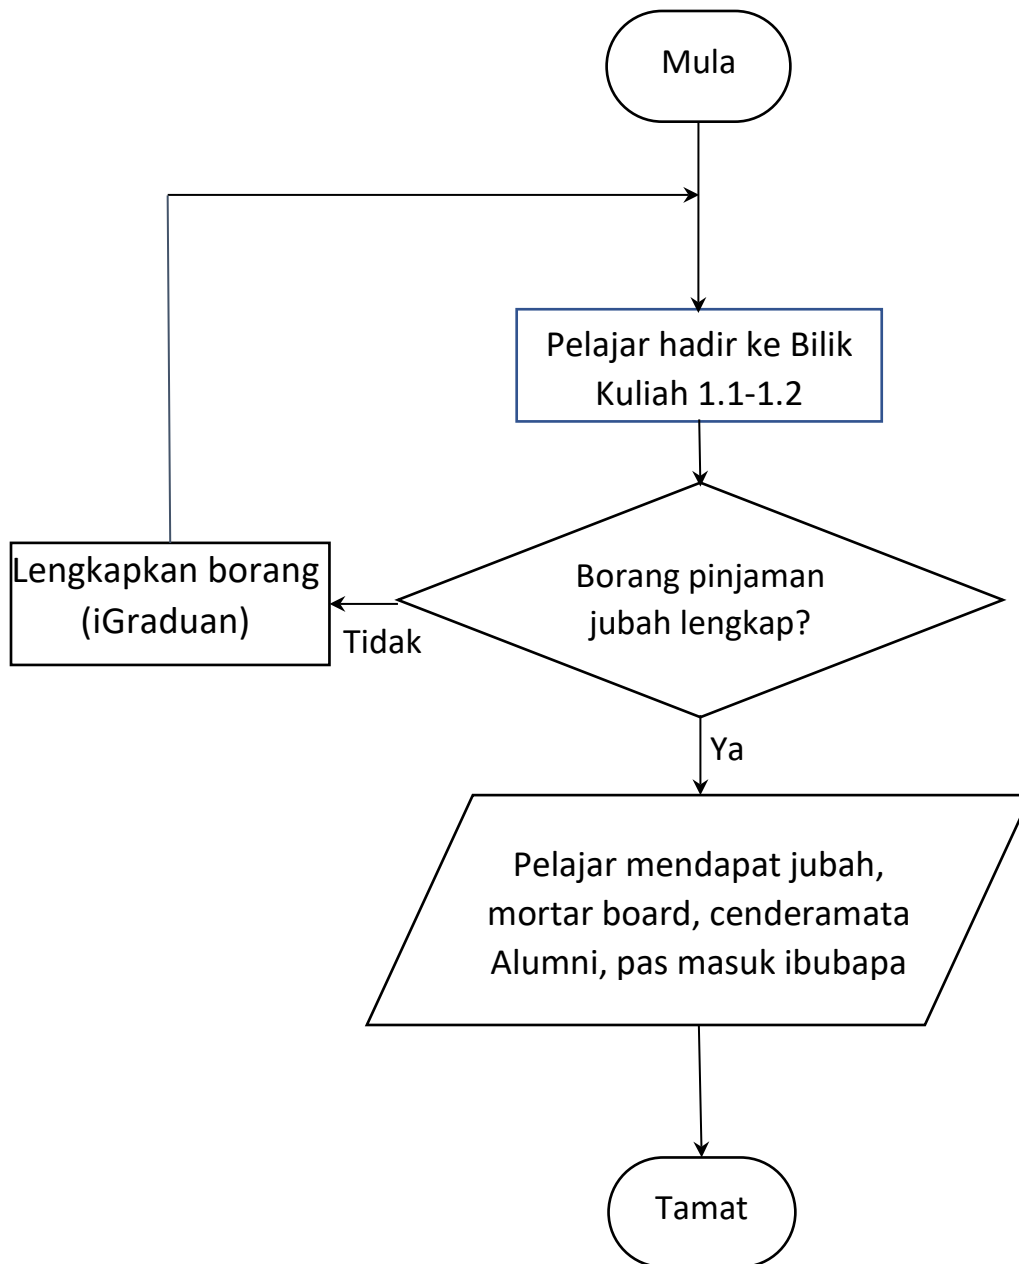 Mula
Pelajar hadir ke Bilik
Kuliah 1.1-1.2
Lengkapkan borang
(iGraduan)
Tidak
Borang pinjaman
jubah lengkap?
Ya
Pelajar mendapat jubah,
mortar board, cenderamata
Alumni, pas masuk ibubapa
Tamat